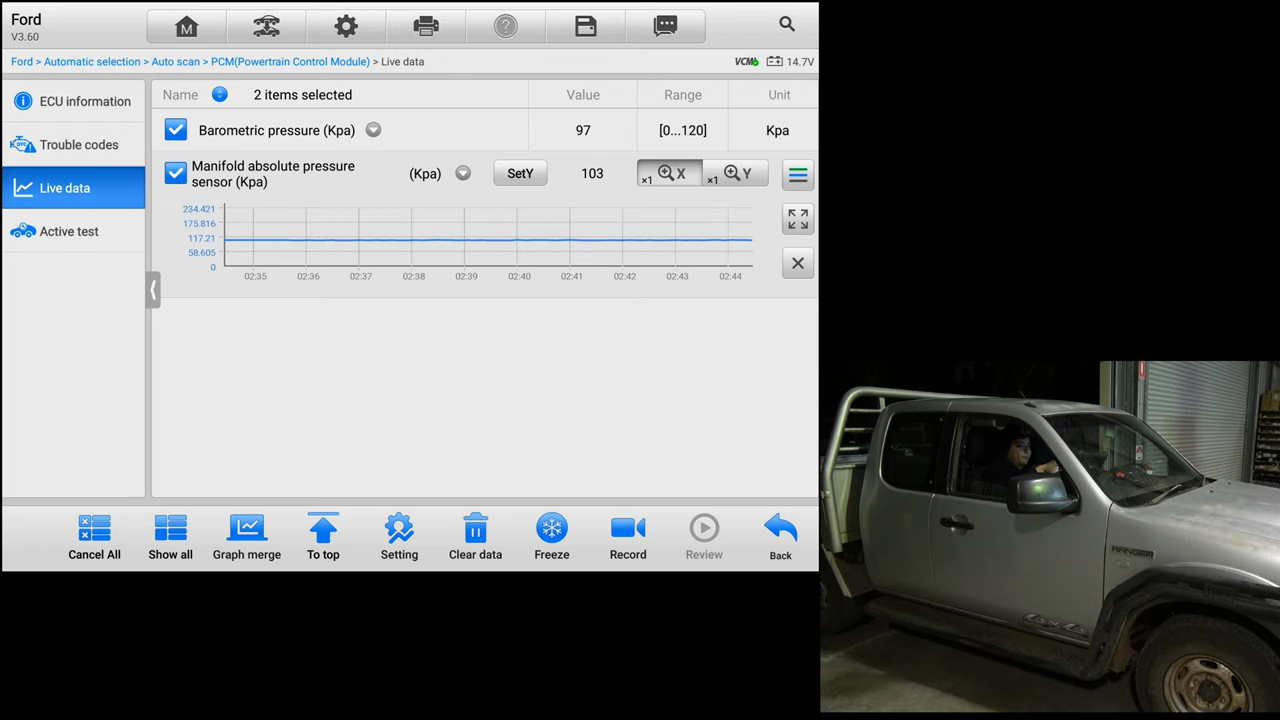 Ford
V3.60
M
?
Ford > Automatic selection > Auto scan > PCM(Powertrain Control Module) > Live data
VCMI
14.7V
ECU information
Trouble codes
Live data
Active test
Name
2 items selected
Value
Range
Unit
Barometric pressure (Kpa)
97
[0...120]
Kpa
Manifold absolute pressure
sensor (Kpa)
(Kpa)
SetY
103
×1 X
×1 Y
234.421
175.816
117.21
58.605
0
02:35
02:36
02:37
02:38
02:39
02:40
02:41
02:42
02:43
02:44
Cancel All
Show all
Graph merge
To top
Setting
Clear data
Freeze
Record
Review
Back
RANGER
4x4